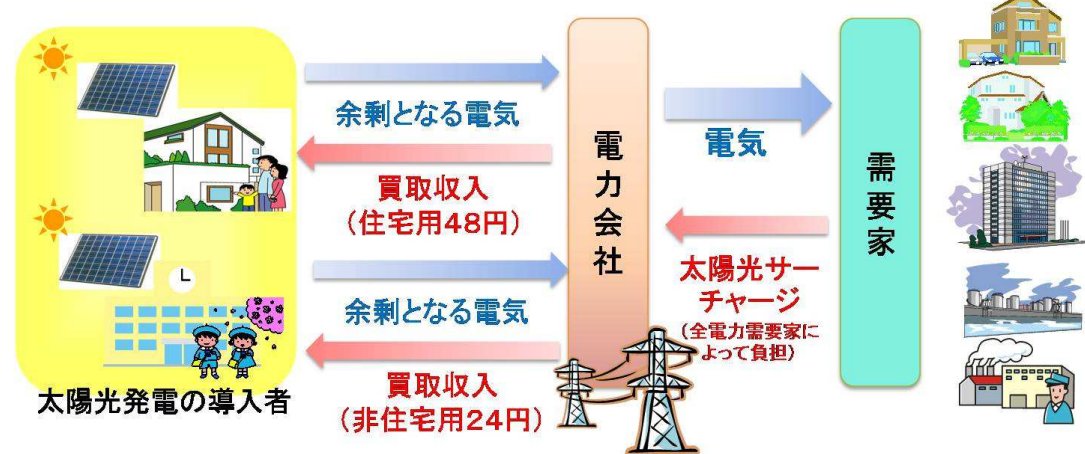 余剰となる電気
買取収入
(住宅用48円)
余剰となる電気
買取収入
(非住宅用24円)
太陽光発電の導入者
電力会社
電気
太陽光サー
チャージ
(全電力需要家に
よって負担)
需要家